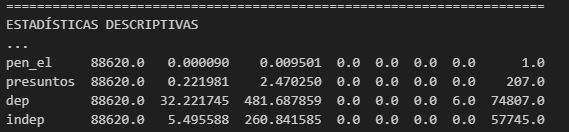 ================================================================================
ESTADÍSTICAS DESCRIPTIVAS
...
pen_el 88620.0 0.000090 0.009501 0.0 0.0 0.0 0.0 1.0
presuntos 88620.0 0.221981 2.470250 0.0 0.0 0.0 0.0 207.0
dep 88620.0 32.221745 481.687859 0.0 0.0 0.0 6.0 74807.0
indep 88620.0 5.495588 260.841585 0.0 0.0 0.0 0.0 57745.0